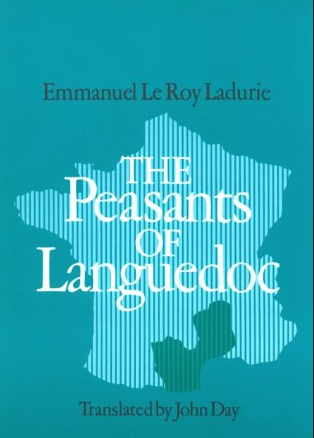 Emmanuel Le Roy Ladurie
THE
Peasants
OF
Languedoc
Translated by John Day